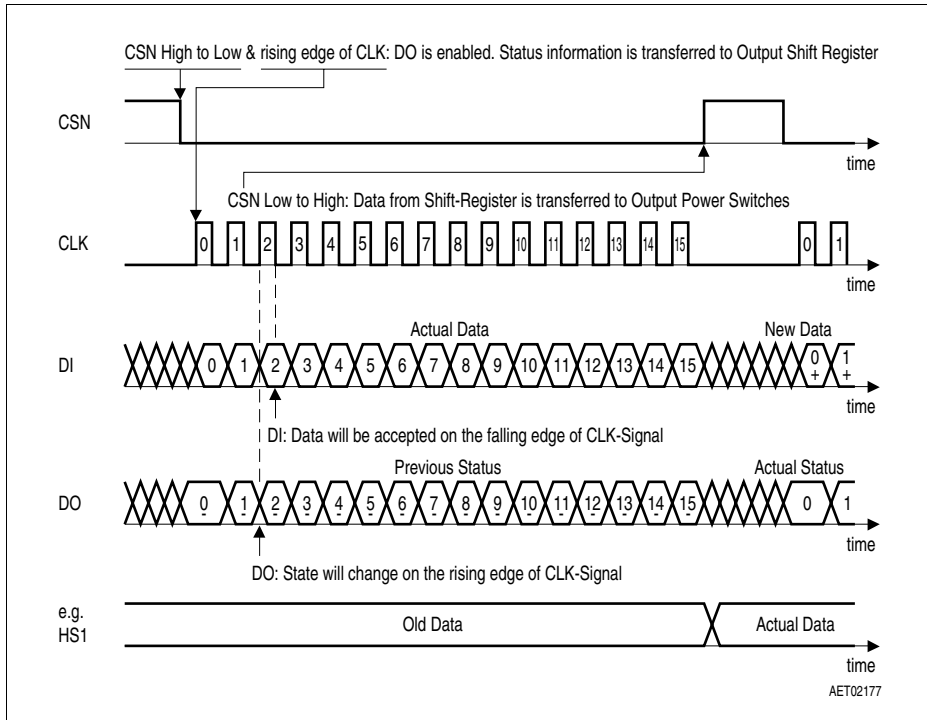 CSN High to Low & rising edge of CLK: DO is enabled. Status information is transferred to Output Shift Register
CSN
time
CSN Low to High: Data from Shift-Register is transferred to Output Power Switches
CLK
0 1 2 3 4 5 6 7 8 9 10 11 12 13 14 15 0 1
time
Actual Data New Data
DI
0 1 2 3 4 5 6 7 8 9 10 11 12 13 14 15 0 1
+ +
time
DI: Data will be accepted on the falling edge of CLK-Signal
Previous Status Actual Status
DO
0 1 2 3 4 5 6 7 8 9 10 11 12 13 14 15 0 1
- - - - - - - - - - - - - - - -
time
DO: State will change on the rising edge of CLK-Signal
e.g.
HS1
Old Data Actual Data
time
AET02177